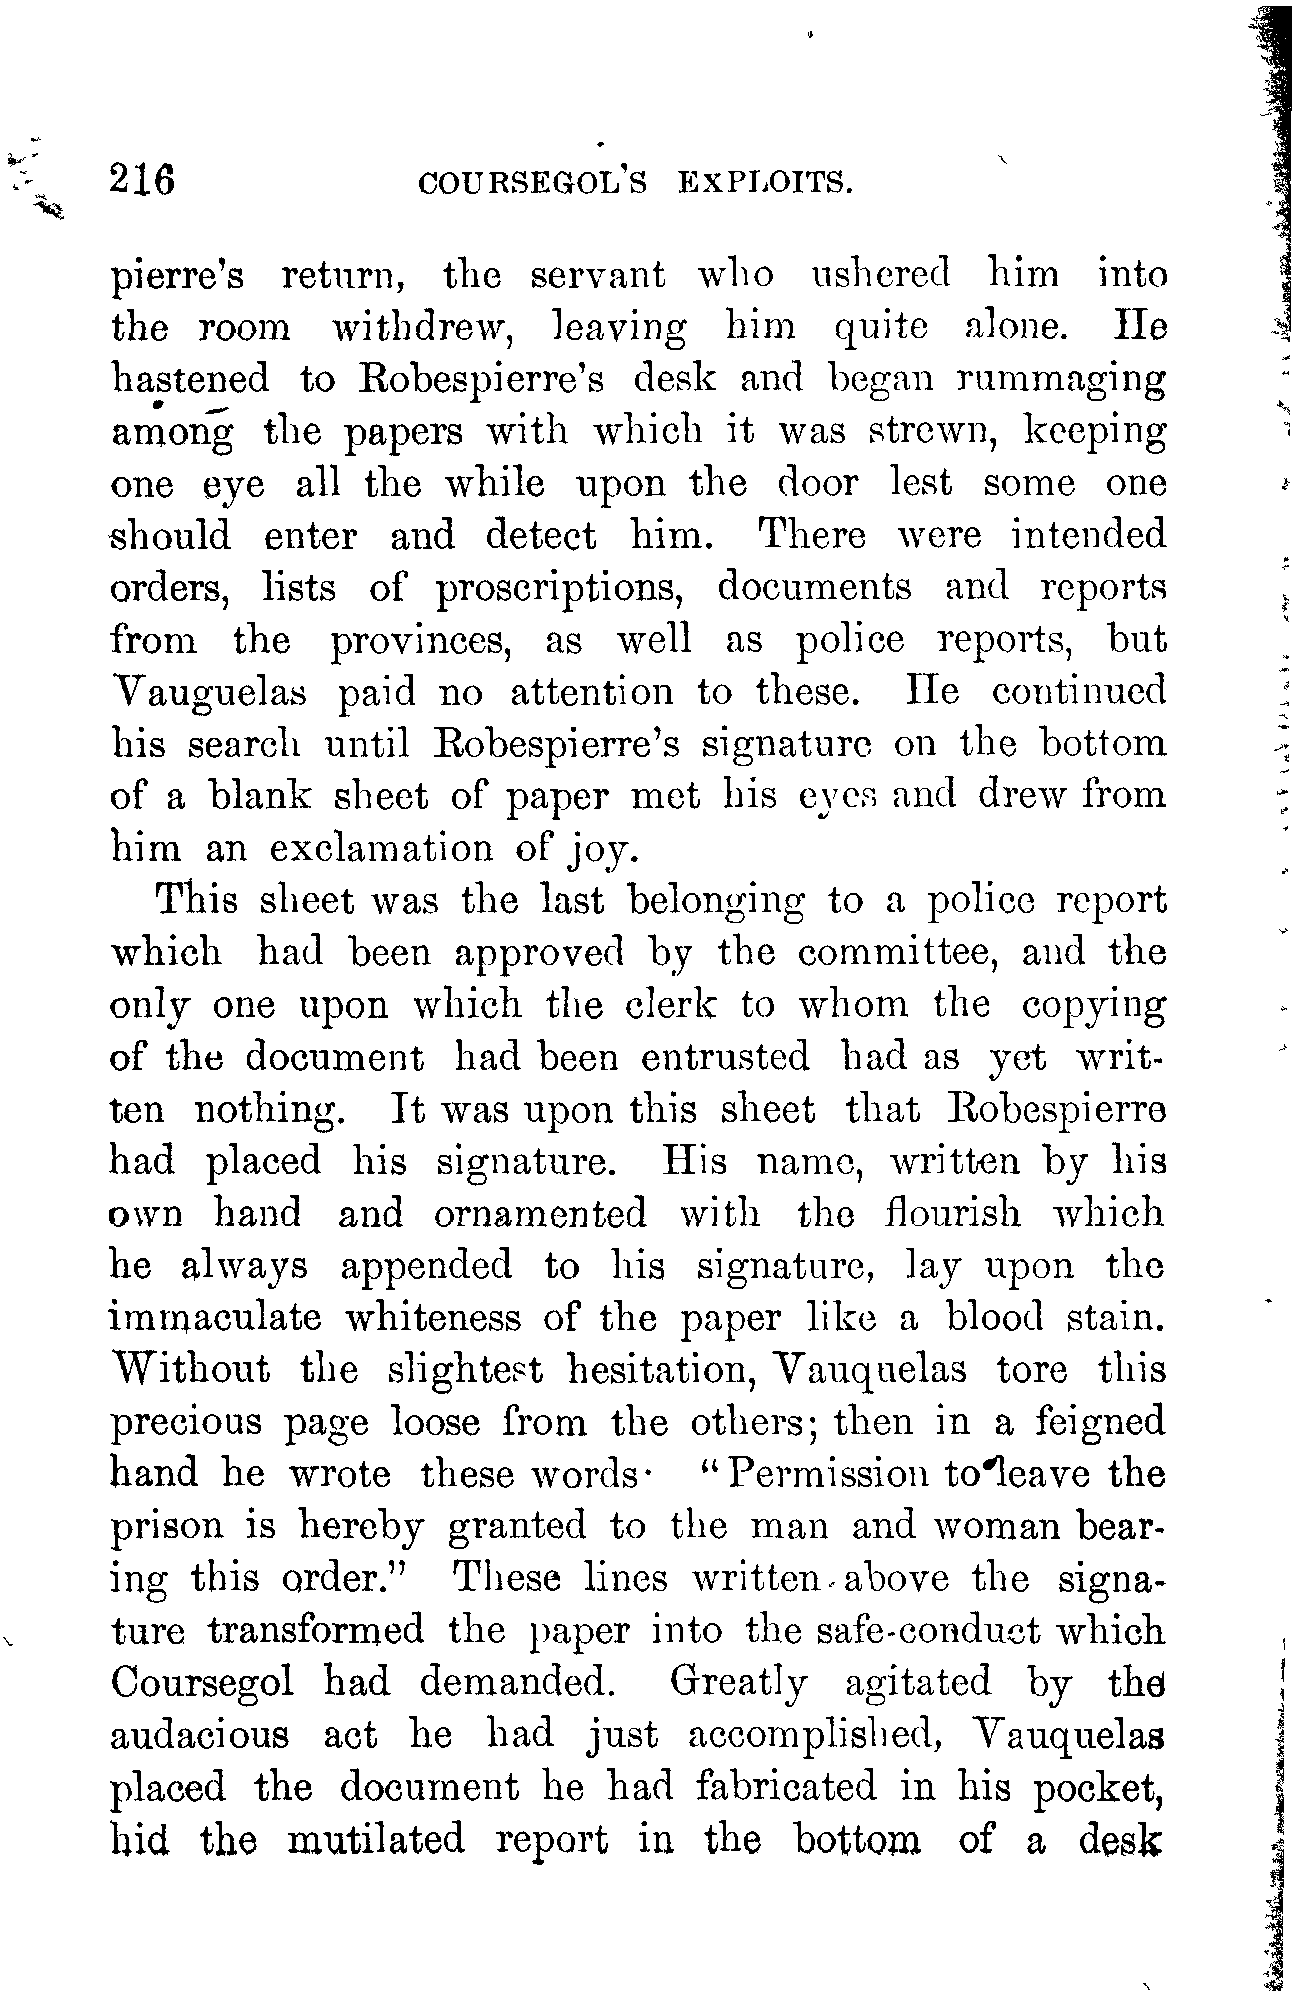 216 COURSEGOL'S EXPLOITS.
pierre's return, the servant who ushered him into
the room withdrew, leaving him quite alone. He
hastened to Robespierre's desk and began rummaging
among the papers with which it was strewn, keeping
one eye all the while upon the door lest some one
should enter and detect him. There were intended
orders, lists of proscriptions, documents and reports
from the provinces, as well as police reports, but
Vauguelas paid no attention to these. He continued
his search until Robespierre's signature on the bottom
of a blank sheet of paper met his eyes and drew from
him an exclamation of joy.
This sheet was the last belonging to a police report
which had been approved by the committee, and the
only one upon which the clerk to whom the copying
of the document had been entrusted had as yet writ-
ten nothing. It was upon this sheet that Robespierre
had placed his signature. His name, written by his
own hand and ornamented with the flourish which
he always appended to his signature, lay upon the
immaculate whiteness of the paper like a blood stain.
Without the slightest hesitation, Vauquelas tore this
precious page loose from the others; then in a feigned
hand he wrote these words· "Permission to leave the
prison is hereby granted to the man and woman bear-
ing this order." These lines written above the signa-
ture transformed the paper into the safe-conduct which
Coursegol had demanded. Greatly agitated by the
audacious act he had just accomplished, Vauquelas
placed the document he had fabricated in his pocket,
hid the mutilated report in the bottom of a desk